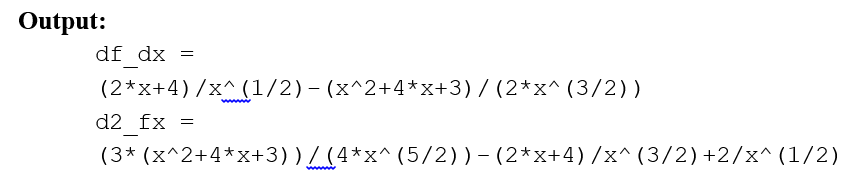 Output:
df_dx =
(2*x+4)/x^(1/2)-(x^2+4*x+3)/(2*x^(3/2))
d2_fx =
(3*(x^2+4*x+3))/(4*x^(5/2))-(2*x+4)/x^(3/2)+2/x^(1/2)